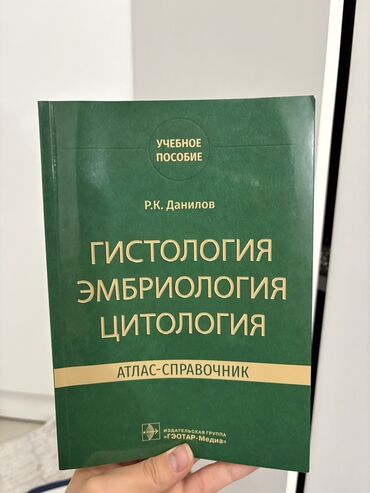 УЧЕБНОЕ
ПОСОБИЕ
Р.К. Данилов
ГИСТОЛОГИЯ
ЭМБРИОЛОГИЯ
ЦИТОЛОГИЯ
АТЛАС-СПРАВОЧНИК
ИЗДАТЕЛЬСКАЯ ГРУППА
«ГЭОТАР-Медиа»